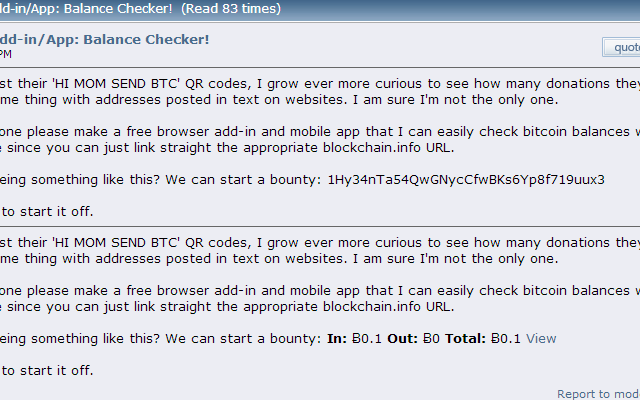 dd-in/App: Balance Checker! (Read 83 times)
dd-in/App: Balance Checker!
PM
quote
st their 'HI MOM SEND BTC' QR codes, I grow ever more curious to see how many donations they
me thing with addresses posted in text on websites. I am sure I'm not the only one.
one please make a free browser add-in and mobile app that I can easily check bitcoin balances w
e since you can just link straight the appropriate blockchain.info URL.
eing something like this? We can start a bounty: 1Hy34nTa54QwGNycCfwBKs6Yp8f719uux3
to start it off.
st their 'HI MOM SEND BTC' QR codes, I grow ever more curious to see how many donations they
me thing with addresses posted in text on websites. I am sure I'm not the only one.
one please make a free browser add-in and mobile app that I can easily check bitcoin balances w
e since you can just link straight the appropriate blockchain.info URL.
eing something like this? We can start a bounty: In: Ƀ0.1 Out: Ƀ0 Total: Ƀ0.1 View
to start it off.
Report to mod